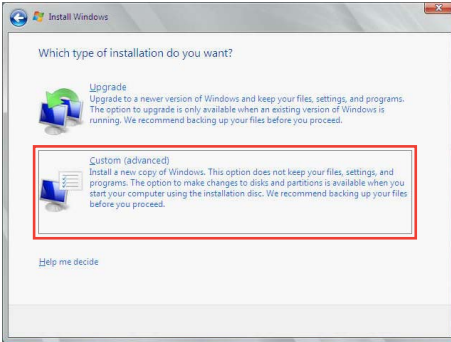 Install Windows
Which type of installation do you want?
Upgrade
Upgrade to a newer version of Windows and keep your files, settings, and programs.
The option to upgrade is only available when an existing version of Windows is
running. We recommend backing up your files before you proceed.
Custom (advanced)
Install a new copy of Windows. This option does not keep your files, settings, and
programs. The option to make changes to disks and partitions is available when you
start your computer using the installation disc. We recommend backing up your files
before you proceed.
Help me decide